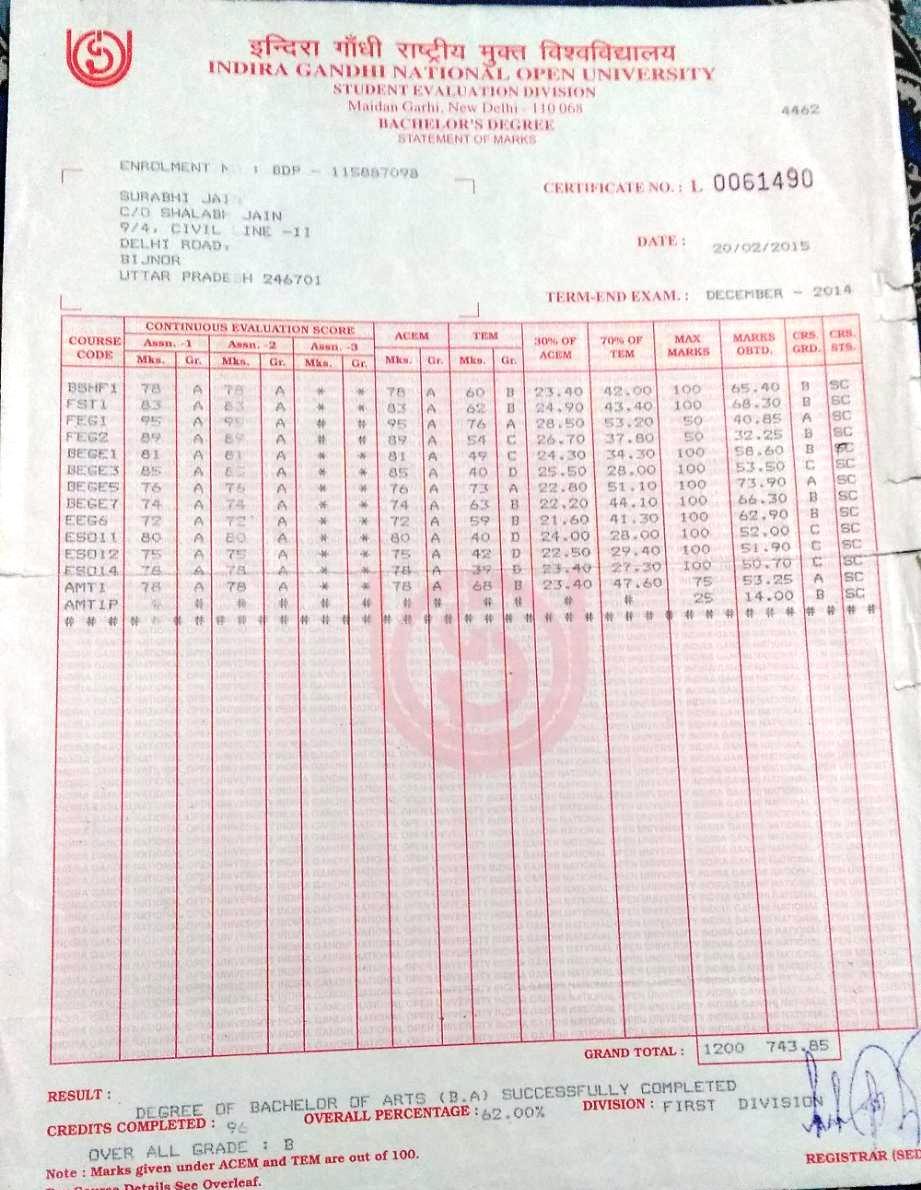 इन्दिरा गाँधी राष्ट्रीय मुक्त विश्वविद्यालय
INDIRA GANDHI NATIONAL OPEN UNIVERSITY
STUDENT EVALUATION DIVISION
Maidan Garhi, New Delhi - 110 068
4462
BACHELOR'S DEGREE
STATEMENT OF MARKS
ENROLMENT N : BDP - 115887098
CERTIFICATE NO. : L 0061490
SURABHI JAI
C/O SHALABH JAIN
9/4, CIVIL INE -11
DELHI ROAD,
DATE : 20/02/2015
BIJNOR
UTTAR PRADESH 246701
TERM-END EXAM. : DECEMBER - 2014
COURSE CODE CONTINUOUS EVALUATION SCORE ACEM TEM 30% OF ACEM 70% OF TEM MAX MARKS MARKS OBTD. CRS. GRD. CRS. STS.
Assn. -1 Assn. -2 Assn. -3
Mks. Gr. Mks. Gr. Mks. Gr. Mks. Gr. Mks. Gr.
BSHF1 78 A 78 A * * 78 A 60 B 23.40 42.00 100 65.40 B SC
FST1 83 A 83 A * * 83 A 62 B 24.90 43.40 100 68.30 B SC
FEG1 95 A 95 A # # 95 A 76 A 28.50 53.20 50 40.85 A SC
FEG2 89 A 89 A # # 89 A 54 C 26.70 37.80 50 32.25 B SC
BEGE1 81 A 81 A * * 81 A 49 C 24.30 34.30 100 58.60 B SC
BEGE3 85 A 85 A * * 85 A 40 D 25.50 28.00 100 53.50 C SC
BEGE5 76 A 76 A * * 76 A 73 A 22.80 51.10 100 73.90 A SC
BEGE7 74 A 74 A * * 74 A 63 B 22.20 44.10 100 66.30 B SC
EEG6 72 A 72 A * * 72 A 59 B 21.60 41.30 100 62.90 B SC
ESO11 80 A 80 A * * 80 A 40 D 24.00 28.00 100 52.00 C SC
ESO12 75 A 75 A * * 75 A 42 D 22.50 29.40 100 51.90 C SC
ESO14 78 A 78 A * * 78 A 39 D 23.40 27.30 100 50.70 C SC
AMT1 78 A 78 A * * 78 A 68 B 23.40 47.60 75 53.25 A SC
AMT1P # # # # # # # # # # # # 25 14.00 B SC
# # # # # # # # # # # # # # # # # # # # # # # # # # # # # #
GRAND TOTAL : 1200 743.85
RESULT :
DEGREE OF BACHELOR OF ARTS (B.A) SUCCESSFULLY COMPLETED
CREDITS COMPLETED : 96 OVERALL PERCENTAGE : 62.00% DIVISION : FIRST DIVISION
OVER ALL GRADE : B
Note : Marks given under ACEM and TEM are out of 100.
REGISTRAR (SED
Course Details See Overleaf.